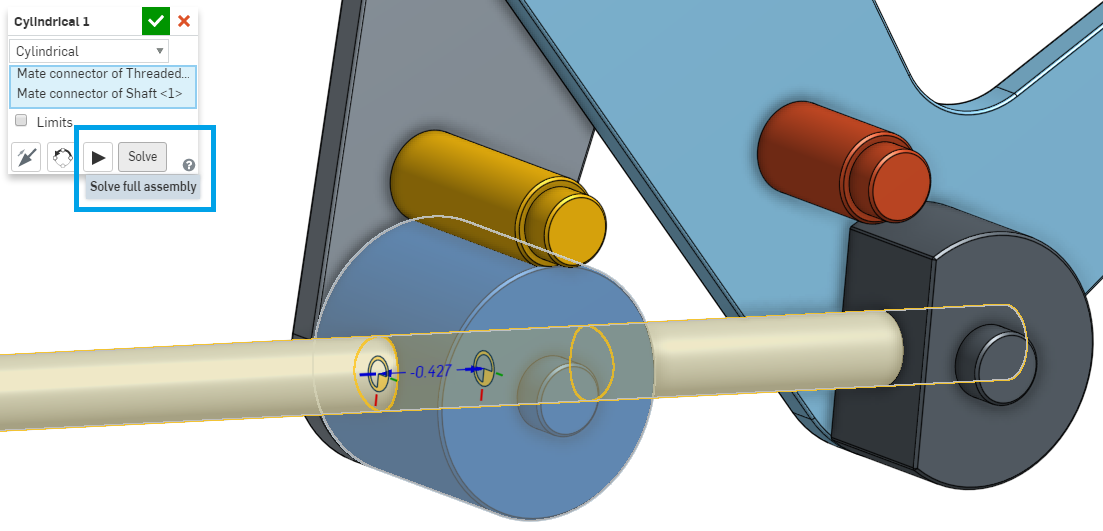 Cylindrical 1
Cylindrical
Mate connector of Threaded...
Mate connector of Shaft <1>
Limits
Solve
?
Solve full assembly
-0.427